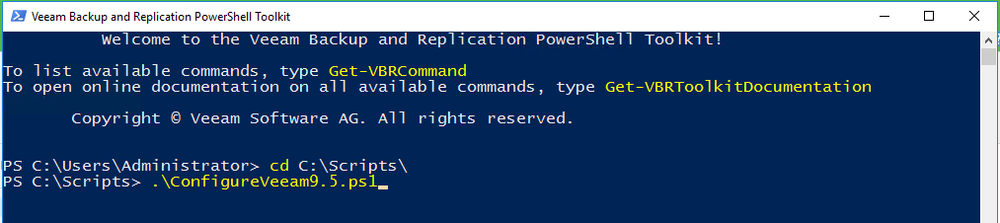 Veeam Backup and Replication PowerShell Toolkit
Welcome to the Veeam Backup and Replication PowerShell Toolkit!
To list available commands, type Get-VBRCommand
To open online documentation on all available commands, type Get-VBRToolkitDocumentation
Copyright © Veeam Software AG. All rights reserved.
PS C:\Users\Administrator> cd C:\Scripts\
PS C:\Scripts> .\ConfigureVeeam9.5.ps1